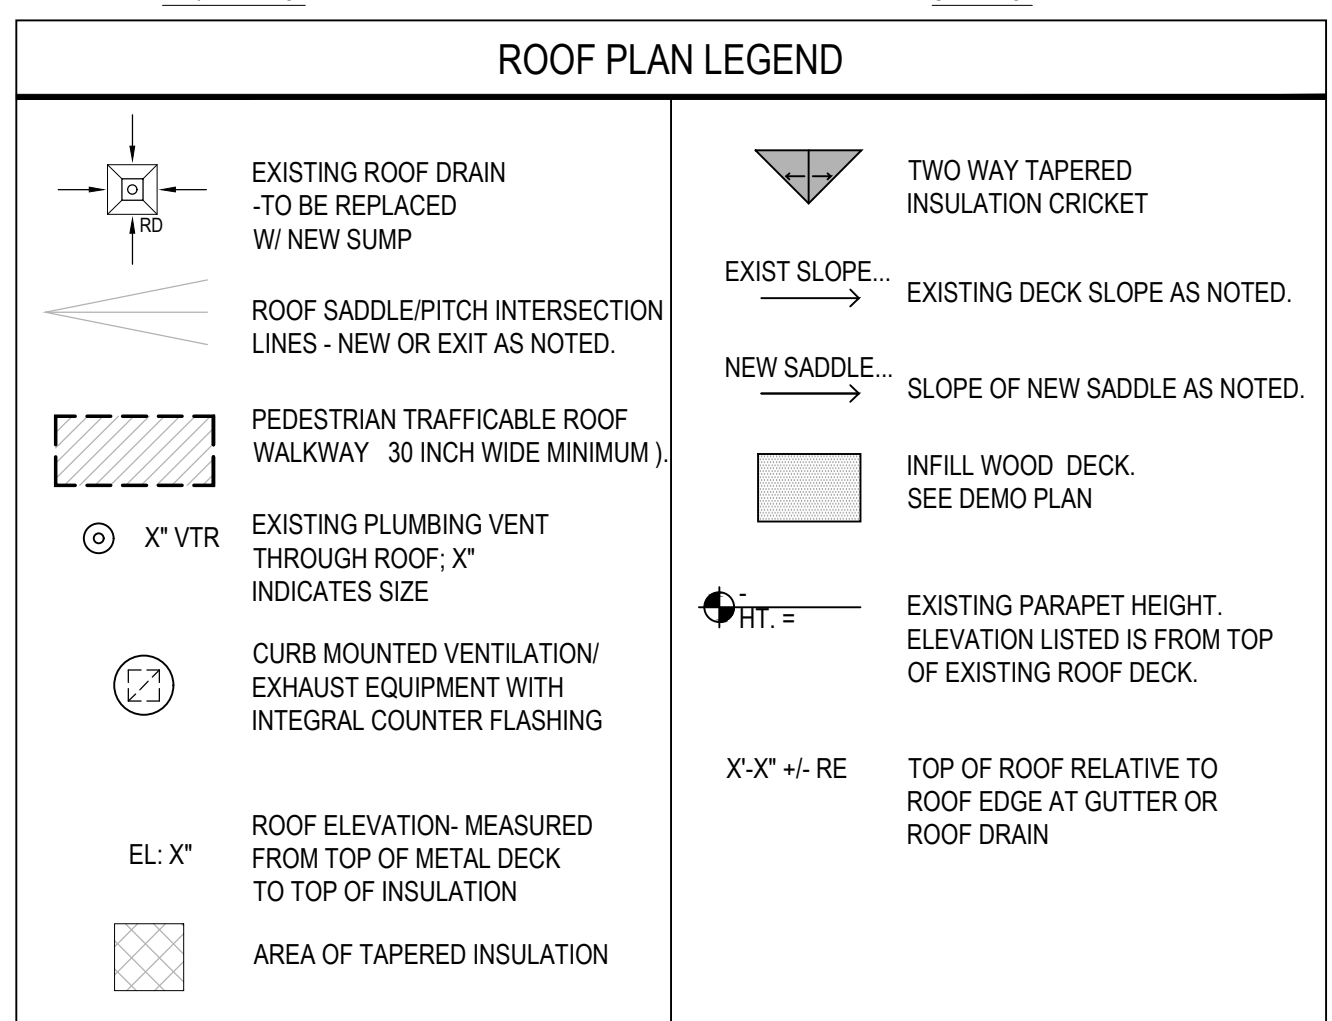 ROOF PLAN LEGEND
RD
EXISTING ROOF DRAIN
-TO BE REPLACED
W/ NEW SUMP
ROOF SADDLE/PITCH INTERSECTION
LINES - NEW OR EXIT AS NOTED.
PEDESTRIAN TRAFFICABLE ROOF
WALKWAY   30 INCH WIDE MINIMUM ).
X" VTR
EXISTING PLUMBING VENT
THROUGH ROOF; X"
INDICATES SIZE
CURB MOUNTED VENTILATION/
EXHAUST EQUIPMENT WITH
INTEGRAL COUNTER FLASHING
EL: X"
ROOF ELEVATION- MEASURED
FROM TOP OF METAL DECK
TO TOP OF INSULATION
AREA OF TAPERED INSULATION
TWO WAY TAPERED
INSULATION CRICKET
EXIST SLOPE...
EXISTING DECK SLOPE AS NOTED.
NEW SADDLE...
SLOPE OF NEW SADDLE AS NOTED.
INFILL WOOD  DECK.
SEE DEMO PLAN
-
HT. =
EXISTING PARAPET HEIGHT.
ELEVATION LISTED IS FROM TOP
OF EXISTING ROOF DECK.
X'-X" +/- RE
TOP OF ROOF RELATIVE TO
ROOF EDGE AT GUTTER OR
ROOF DRAIN